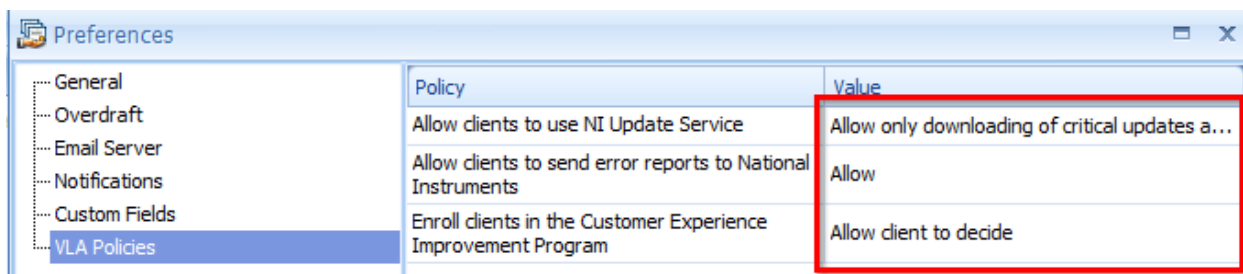 Preferences
General
Overdraft
Email Server
Notifications
Custom Fields
VLA Policies
Policy Value
Allow clients to use NI Update Service Allow only downloading of critical updates a...
Allow clients to send error reports to National
Instruments Allow
Enroll clients in the Customer Experience
Improvement Program Allow client to decide